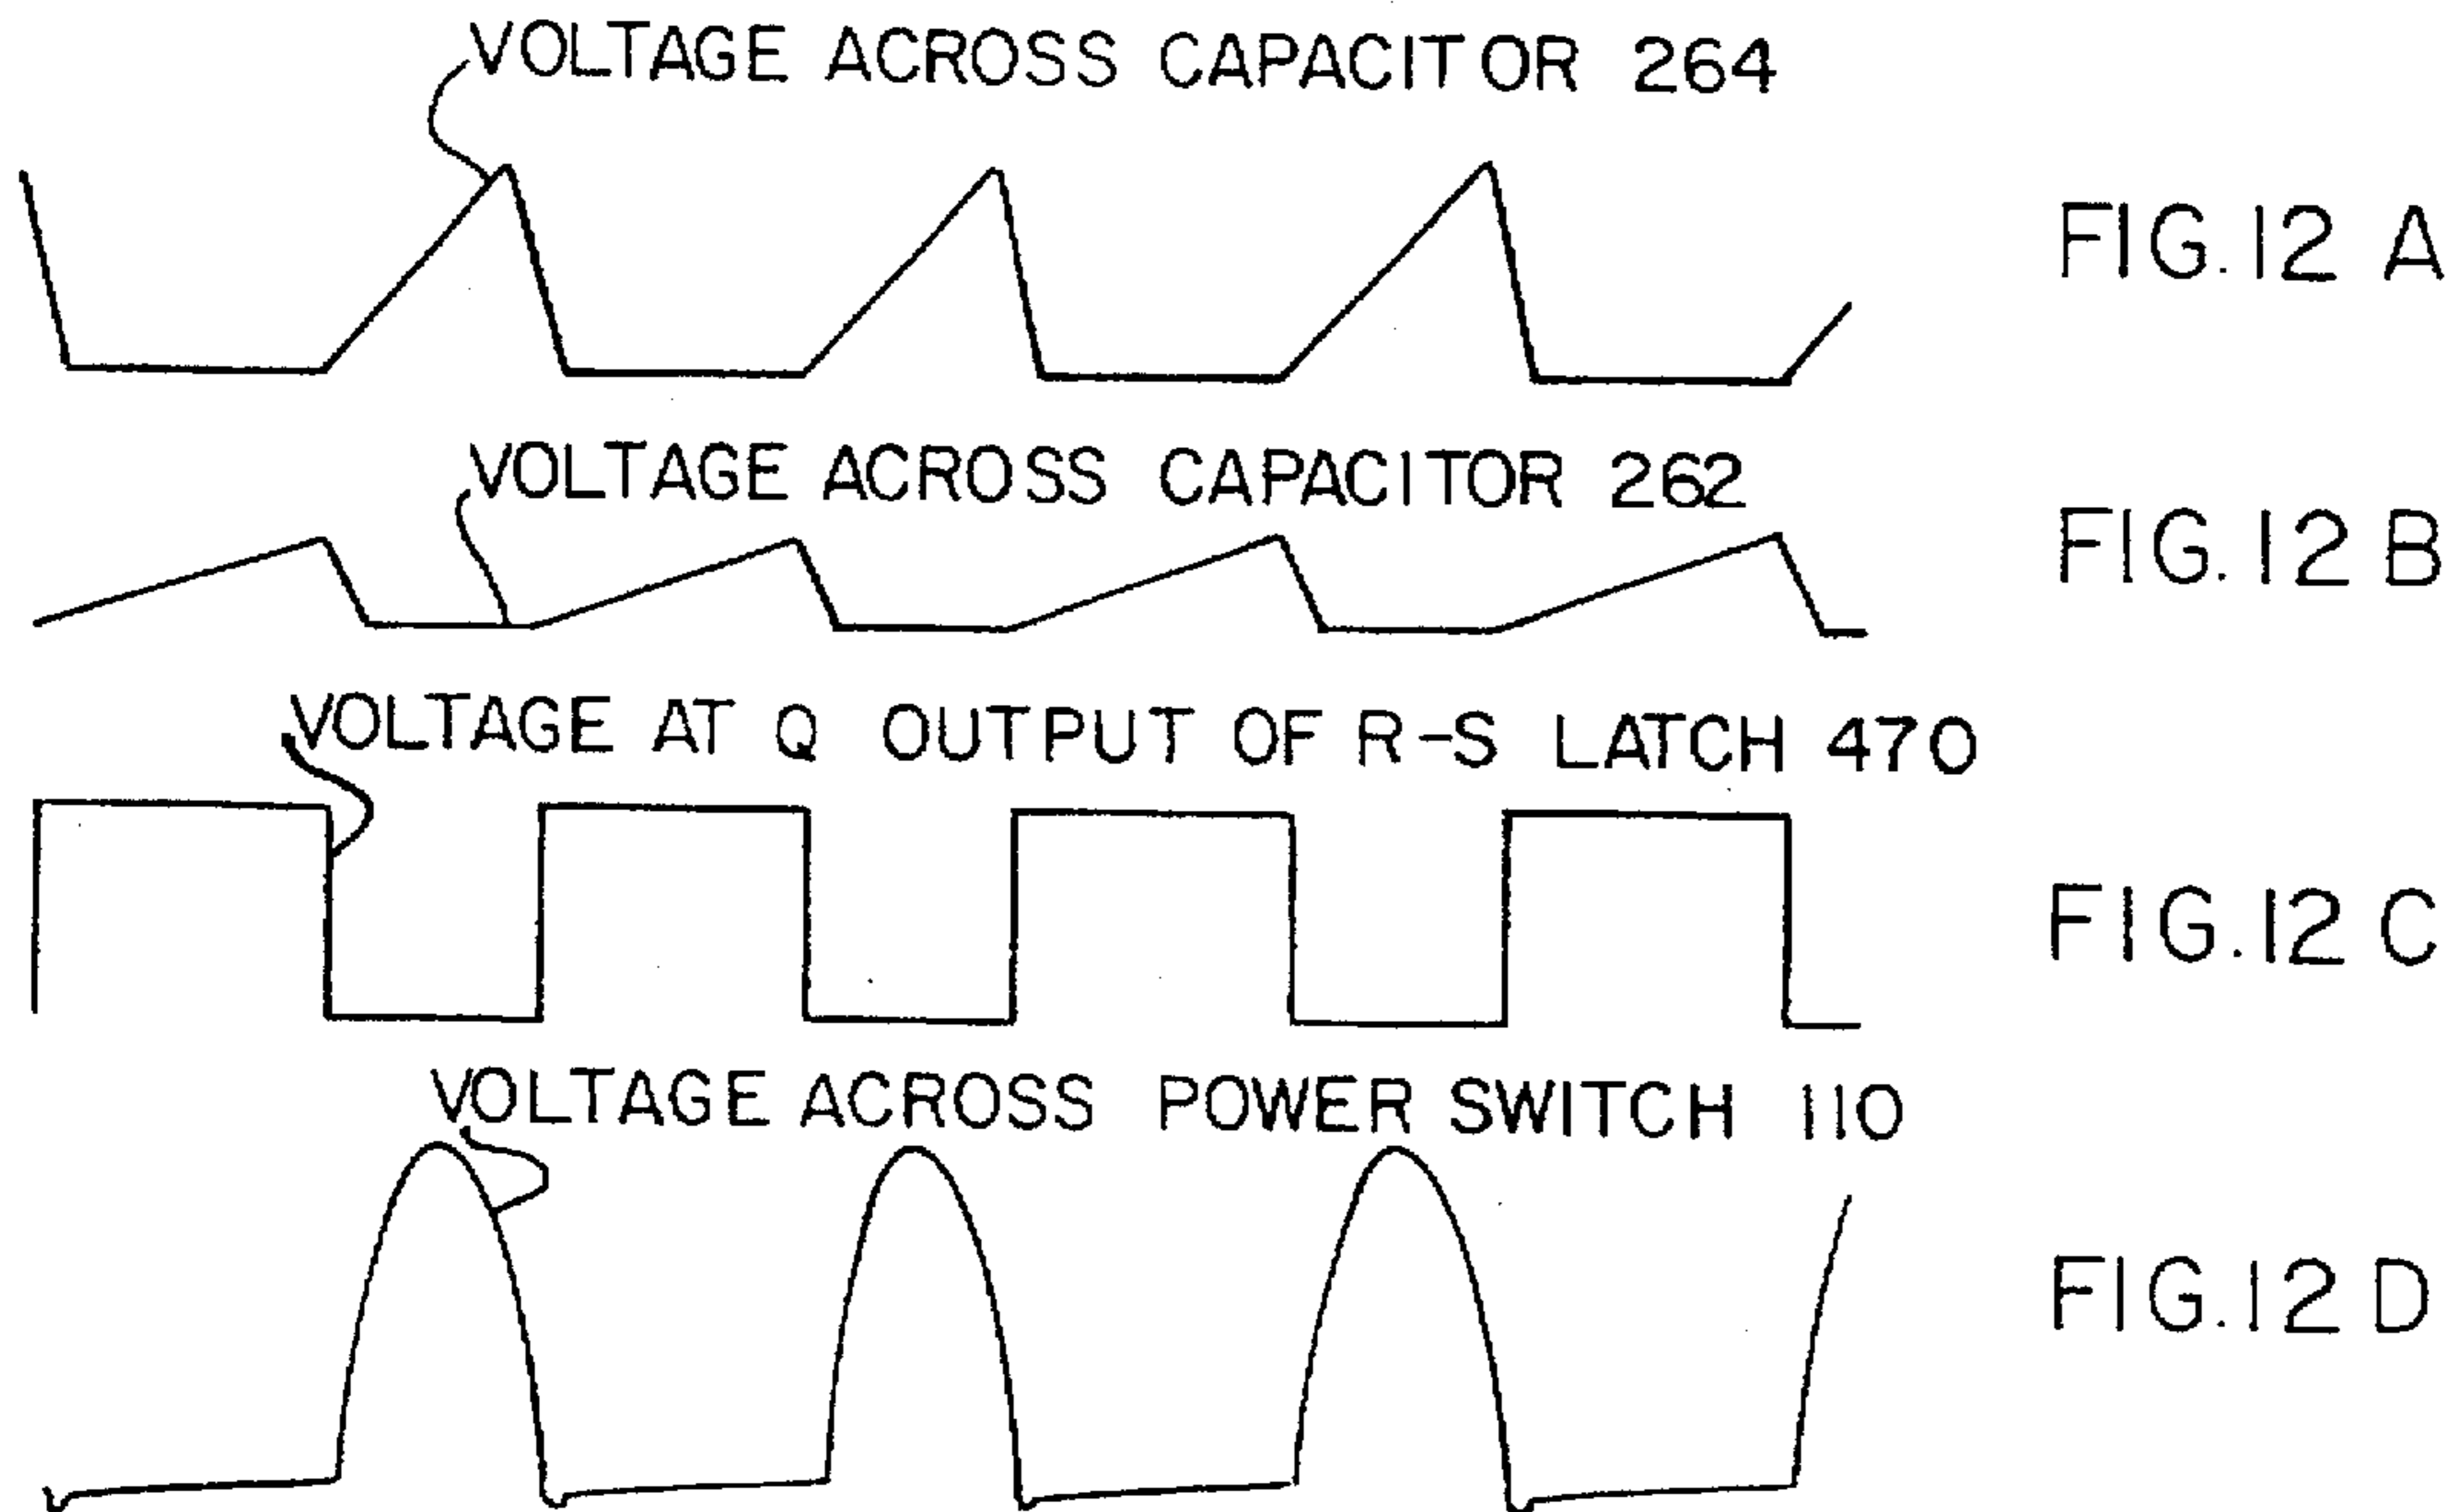 VOLTAGE ACROSS CAPACITOR 264
FIG.12 A
VOLTAGE ACROSS CAPACITOR 262
FIG.12 B
VOLTAGE AT Q OUTPUT OF R-S LATCH 470
FIG.12 C
VOLTAGE ACROSS POWER SWITCH 110
FIG.12 D